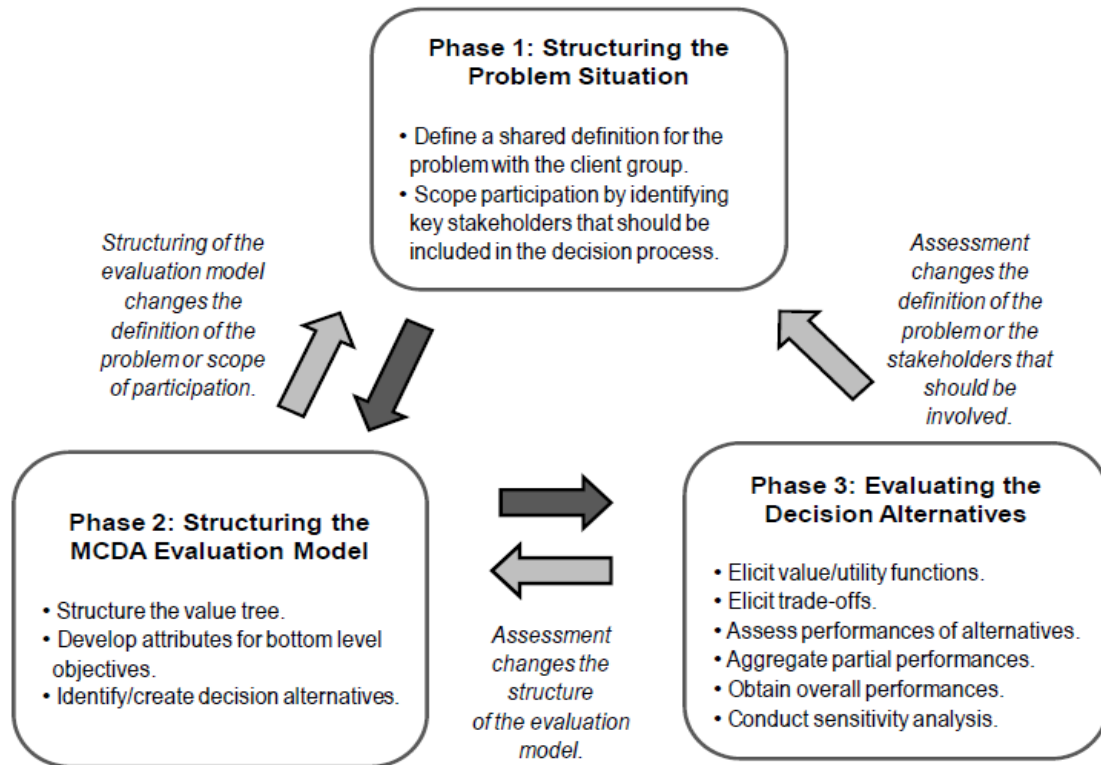 Phase 1: Structuring the
Problem Situation
• Define a shared definition for the
problem with the client group.
• Scope participation by identifying
key stakeholders that should be
included in the decision process.
Structuring of the
evaluation model
changes the
definition of the
problem or scope
of participation.
Assessment
changes the
definition of the
problem or the
stakeholders that
should be
involved.
Phase 2: Structuring the
MCDA Evaluation Model
• Structure the value tree.
• Develop attributes for bottom level
objectives.
• Identify/create decision alternatives.
Assessment
changes the
structure
of the evaluation
model.
Phase 3: Evaluating the
Decision Alternatives
• Elicit value/utility functions.
• Elicit trade-offs.
• Assess performances of alternatives.
• Aggregate partial performances.
• Obtain overall performances.
• Conduct sensitivity analysis.